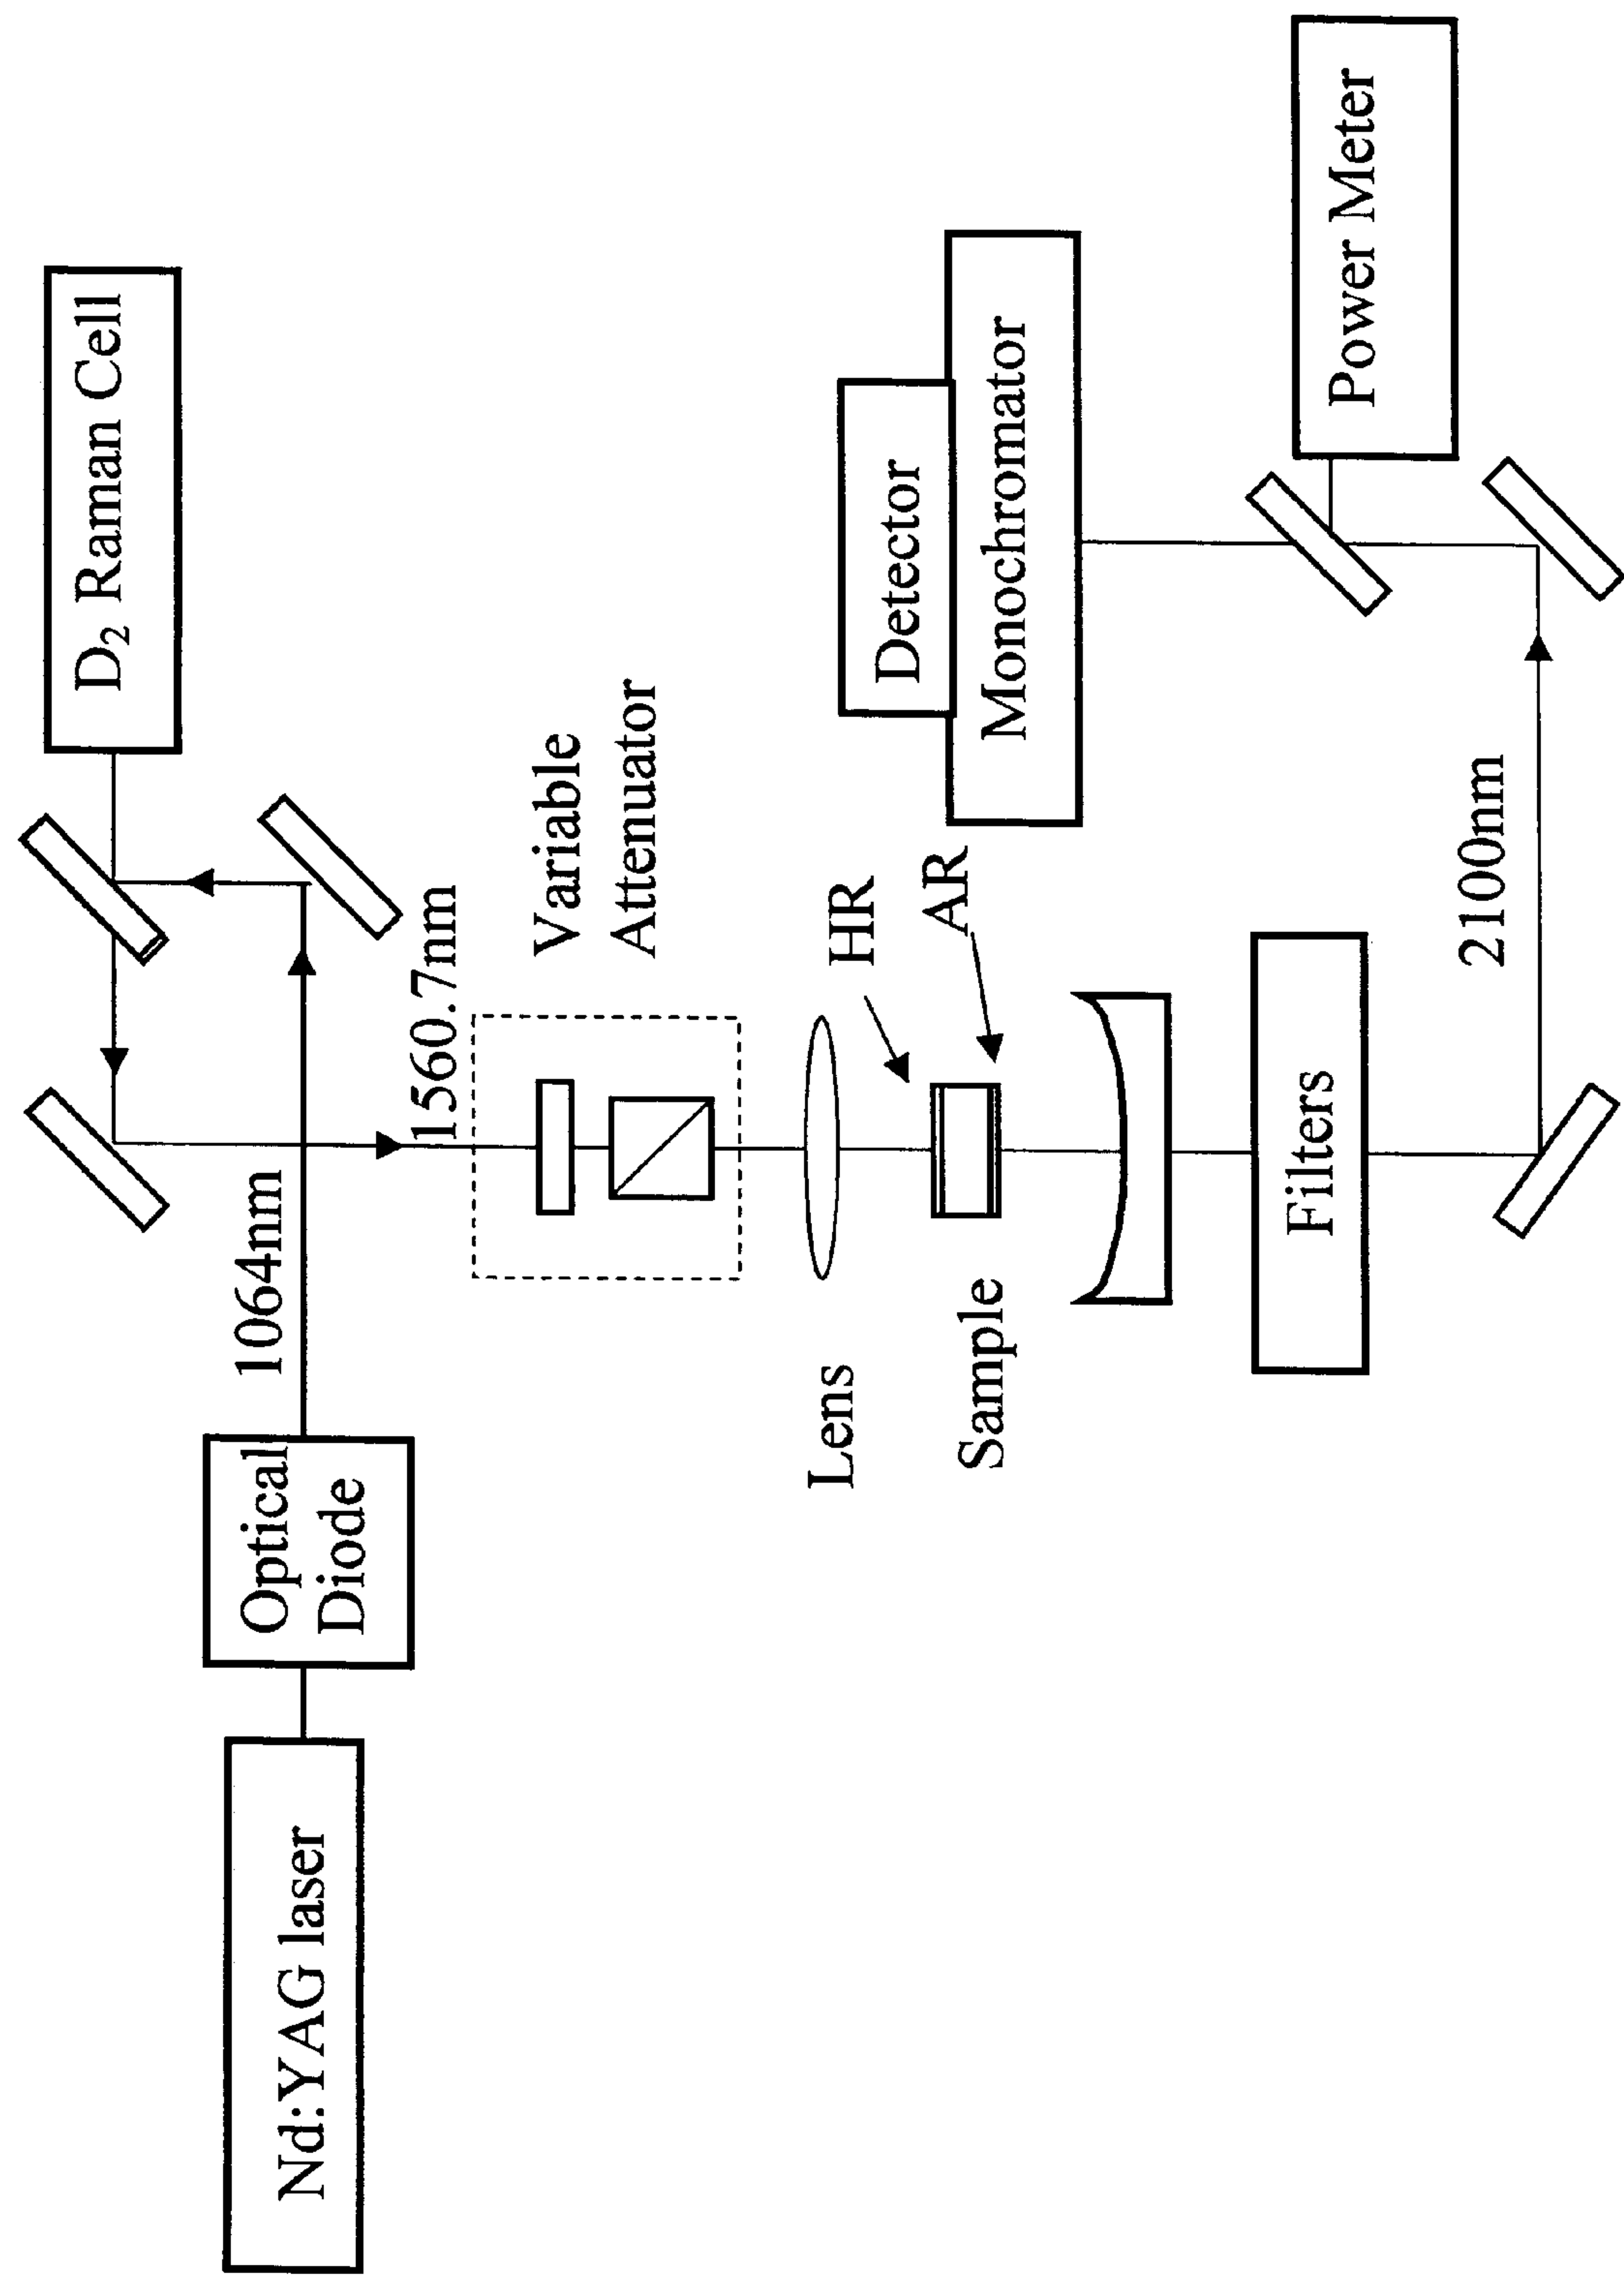 Nd:YAG laser
Optical
Diode
1064nm
D₂ Raman Cell
1560.7nm
Variable
Attenuator
Lens
HR
AR
Sample
Filters
2100nm
Detector
Monochromator
Power Meter